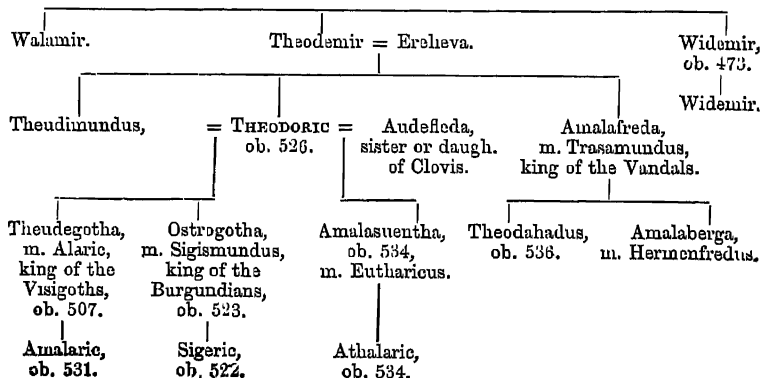 Walamir.
Theodemir = Erelieva.
Widemir,
ob. 473.
Widemir.
Theudimundus,
= THEODORIC =
ob. 526.
Audefleda,
sister or daugh.
of Clovis.
Amalafreda,
m. Trasamundus,
king of the Vandals.
Theudegotha,
m. Alaric,
king of the
Visigoths,
ob. 507.
Ostrogotha,
m. Sigismundus,
king of the
Burgundians,
ob. 523.
Amalasuentha,
ob. 534,
m. Eutharicus.
Theodahadus,
ob. 536.
Amalaberga,
m. Hermenfredus.
Amalaric,
ob. 531.
Sigeric,
ob. 522.
Athalaric,
ob. 534.